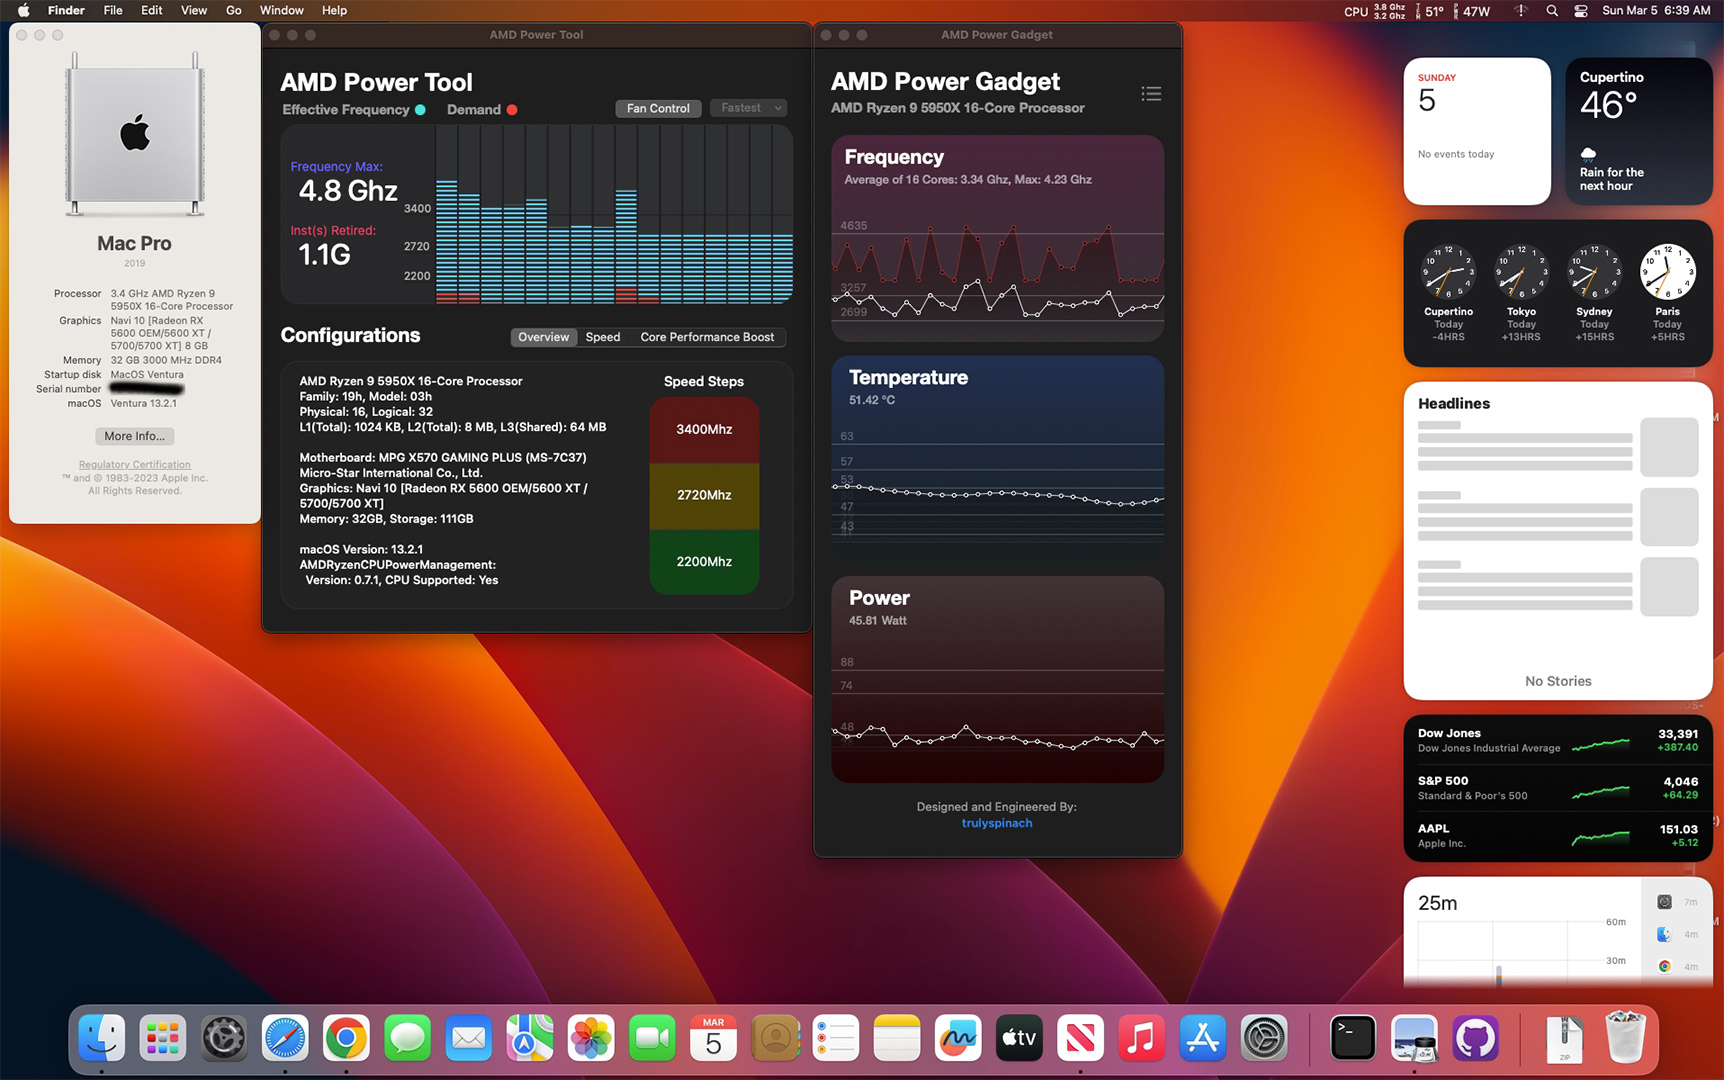 Finder File Edit View Go Window Help
CPU 3.8 Ghz 3.2 Ghz 51° 47W Sun Mar 5 6:39 AM
Mac Pro
2019
Processor 3.4 GHz AMD Ryzen 9
5950X 16-Core Processor
Graphics Navi 10 [Radeon RX
5600 OEM/5600 XT /
5700/5700 XT] 8 GB
Memory 32 GB 3000 MHz DDR4
Startup disk MacOS Ventura
Serial number
macOS Ventura 13.2.1
More Info...
Regulatory Certification
™ and © 1983-2023 Apple Inc.
All Rights Reserved.
AMD Power Tool
AMD Power Tool
Effective Frequency Demand Fan Control Fastest
Frequency Max:
4.8 Ghz
Inst(s) Retired:
1.1G
3400
2720
2200
Configurations Overview Speed Core Performance Boost
AMD Ryzen 9 5950X 16-Core Processor
Family: 19h, Model: 03h
Physical: 16, Logical: 32
L1(Total): 1024 KB, L2(Total): 8 MB, L3(Shared): 64 MB
Motherboard: MPG X570 GAMING PLUS (MS-7C37)
Micro-Star International Co., Ltd.
Graphics: Navi 10 [Radeon RX 5600 OEM/5600 XT /
5700/5700 XT]
Memory: 32GB, Storage: 111GB
macOS Version: 13.2.1
AMDRyzenCPUPowerManagement:
Version: 0.7.1, CPU Supported: Yes
Speed Steps
3400Mhz
2720Mhz
2200Mhz
AMD Power Gadget
AMD Power Gadget
AMD Ryzen 9 5950X 16-Core Processor
Frequency
Average of 16 Cores: 3.34 Ghz, Max: 4.23 Ghz
4635
3257
2699
Temperature
51.42 °C
63
57
53
47
43
Power
45.81 Watt
88
74
48
Designed and Engineered By:
trulyspinach
SUNDAY
5
No events today
Cupertino
46°
Rain for the
next hour
Cupertino
Today
-4HRS
Tokyo
Today
+13HRS
Sydney
Today
+15HRS
Paris
Today
+5HRS
Headlines
No Stories
Dow Jones 33,391
Dow Jones Industrial Average +387.40
S&P 500 4,046
Standard & Poor's 500 +64.29
AAPL 151.03
Apple Inc. +5.12
25m
60m
30m
7m
4m
4m
MAR
5
tv
>_
ZIP